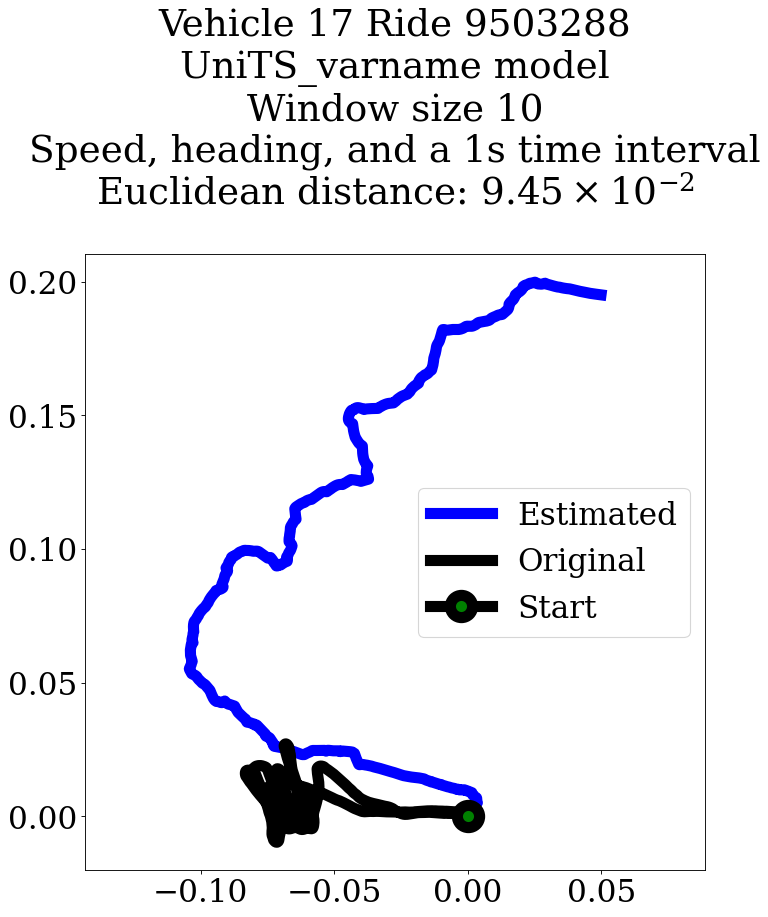 Vehicle 17 Ride 9503288
UniTS_varname model
Window size 10
Speed, heading, and a 1s time interval
Euclidean distance: 9.45 × 10⁻²
0.20
0.15
0.10
0.05
0.00
Estimated
Original
Start
−0.10 −0.05 0.00 0.05